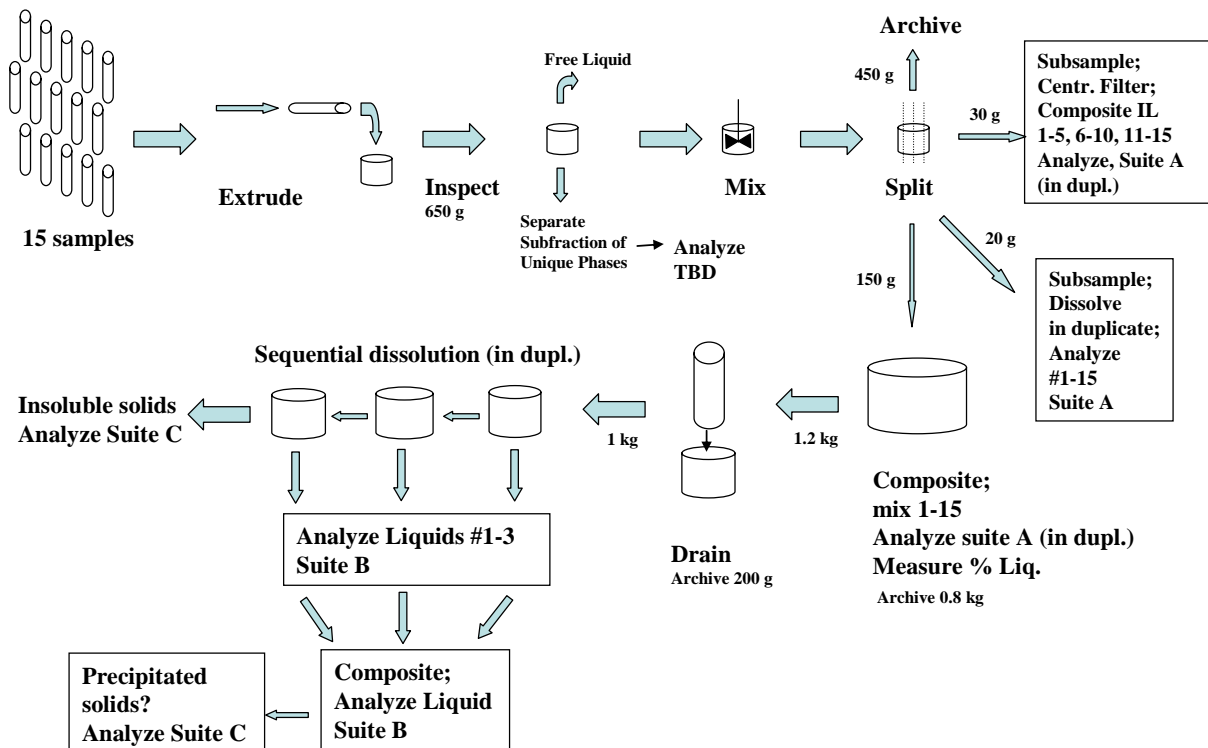 15 samples
Extrude
Inspect
650 g
Free Liquid
Separate
Subfraction of
Unique Phases
Analyze
TBD
Mix
Archive
450 g
Split
30 g
Subsample;
Centr. Filter;
Composite IL
1-5, 6-10, 11-15
Analyze, Suite A
(in dupl.)
20 g
Subsample;
Dissolve
in duplicate;
Analyze
#1-15
Suite A
150 g
Composite;
mix 1-15
Analyze suite A (in dupl.)
Measure % Liq.
Archive 0.8 kg
1.2 kg
Drain
Archive 200 g
1 kg
Sequential dissolution (in dupl.)
Insoluble solids
Analyze Suite C
Analyze Liquids #1-3
Suite B
Composite;
Analyze Liquid
Suite B
Precipitated
solids?
Analyze Suite C